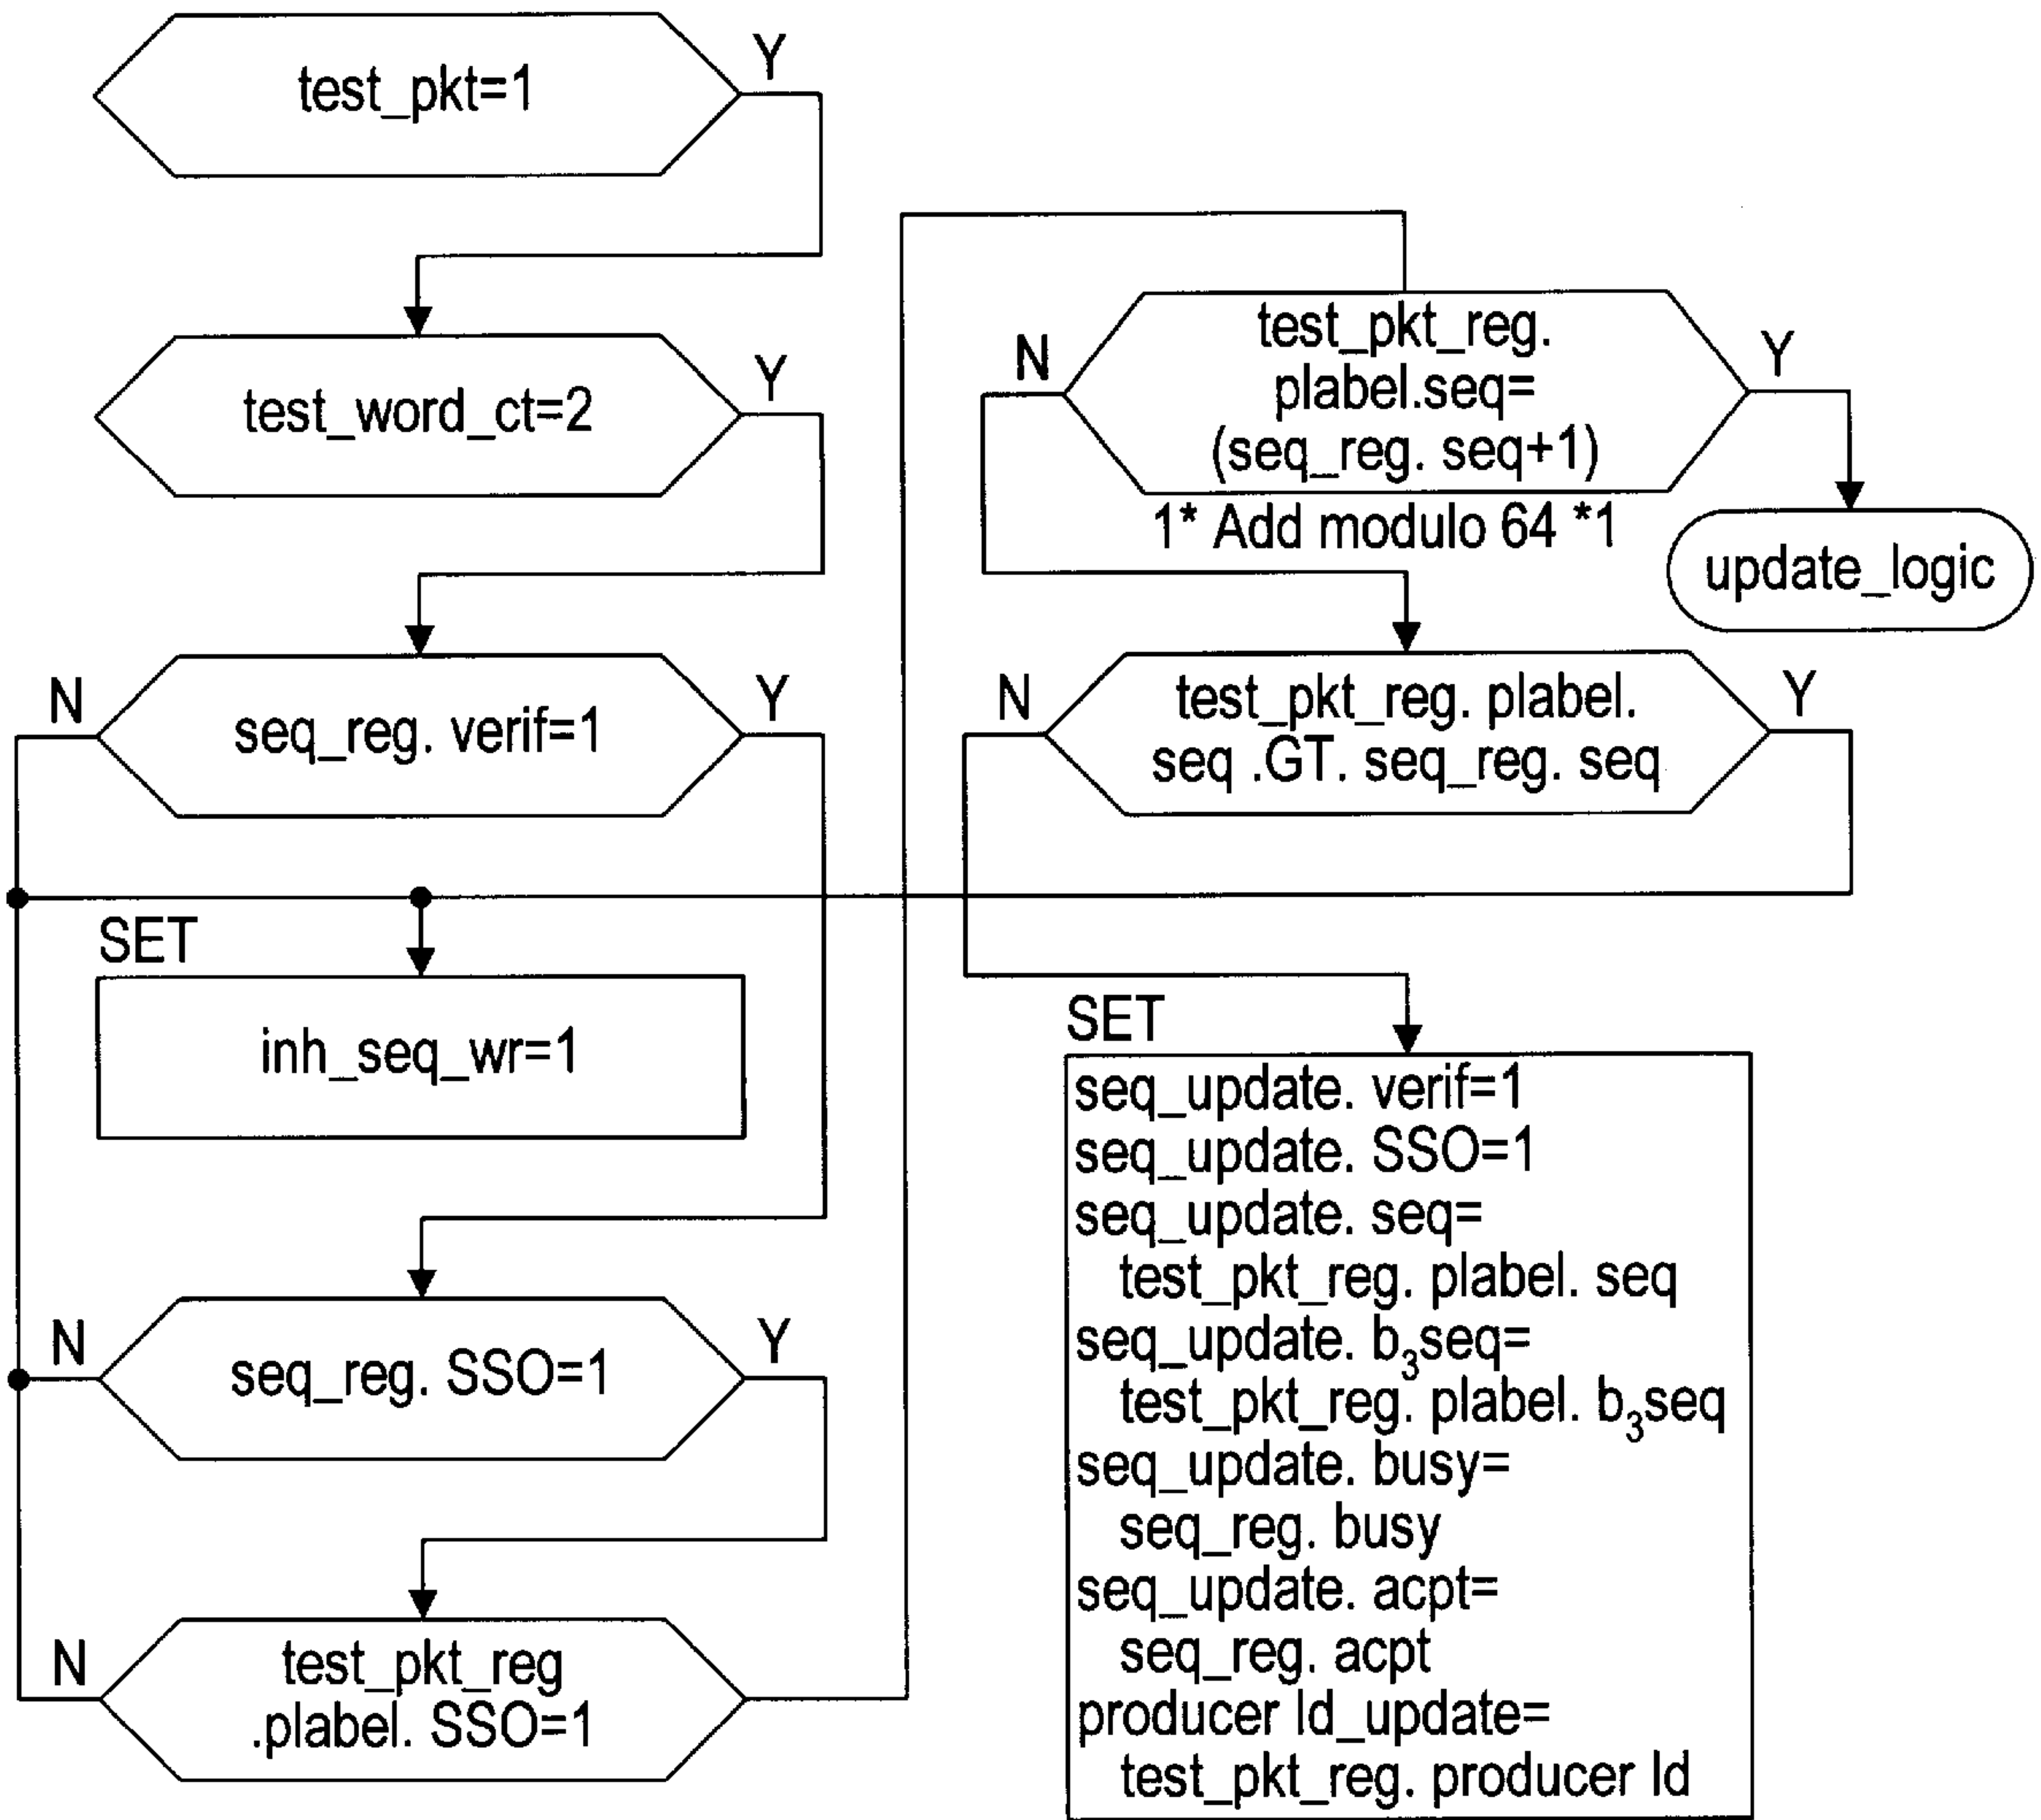 test_pkt=1
Y
test_word_ct=2
Y
N
seq_reg. verif=1
Y
SET
inh_seq_wr=1
N
seq_reg. SSO=1
Y
N
test_pkt_reg
.plabel. SSO=1
N
test_pkt_reg.
plabel.seq=
(seq_reg. seq+1)
Y
1* Add modulo 64 *1
update_logic
N
test_pkt_reg. plabel.
seq .GT. seq_reg. seq
Y
SET
seq_update. verif=1
seq_update. SSO=1
seq_update. seq=
test_pkt_reg. plabel. seq
seq_update. b₃seq=
test_pkt_reg. plabel. b₃seq
seq_update. busy=
seq_reg. busy
seq_update. acpt=
seq_reg. acpt
producer Id_update=
test_pkt_reg. producer Id